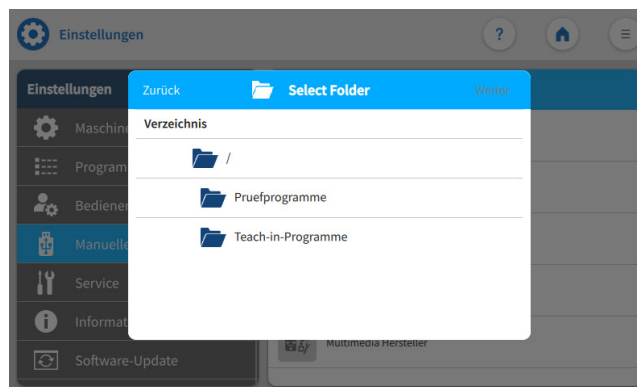 Einstellungen
?
Einstellungen
Zurück
Select Folder
Weiter
Verzeichnis
Maschin
/
Program
Pruefprogramme
Bediener
Teach-in-Programme
Manuelle
Service
Informat
Multimedia Hersteller
Software-Update